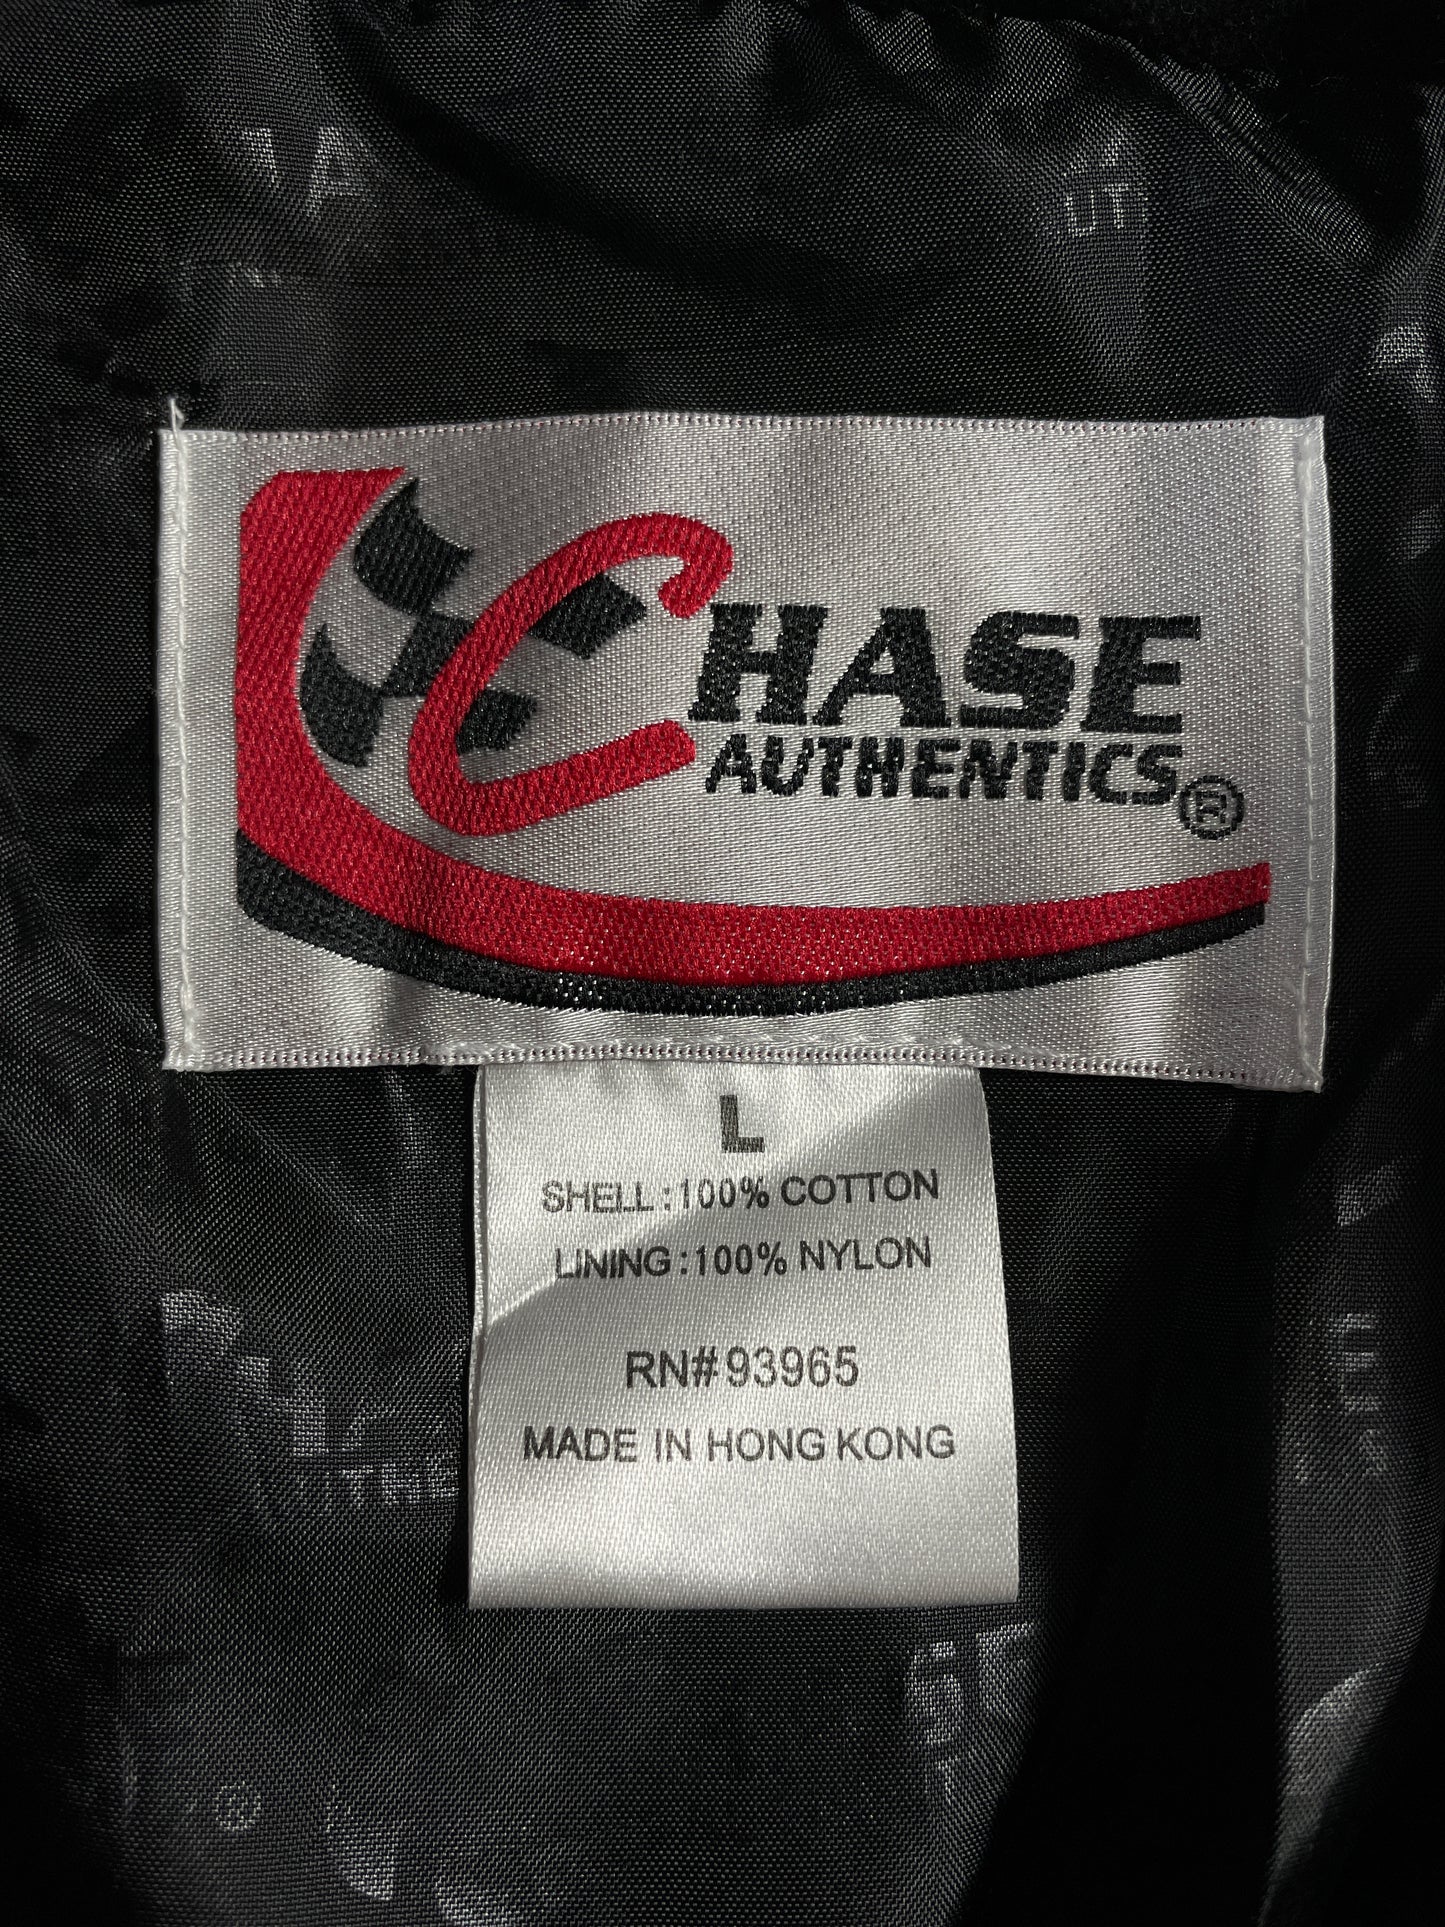 CHASE
AUTHENTICS®
L
SHELL:100% COTTON
LINING:100% NYLON
RN#93965
MADE IN HONG KONG